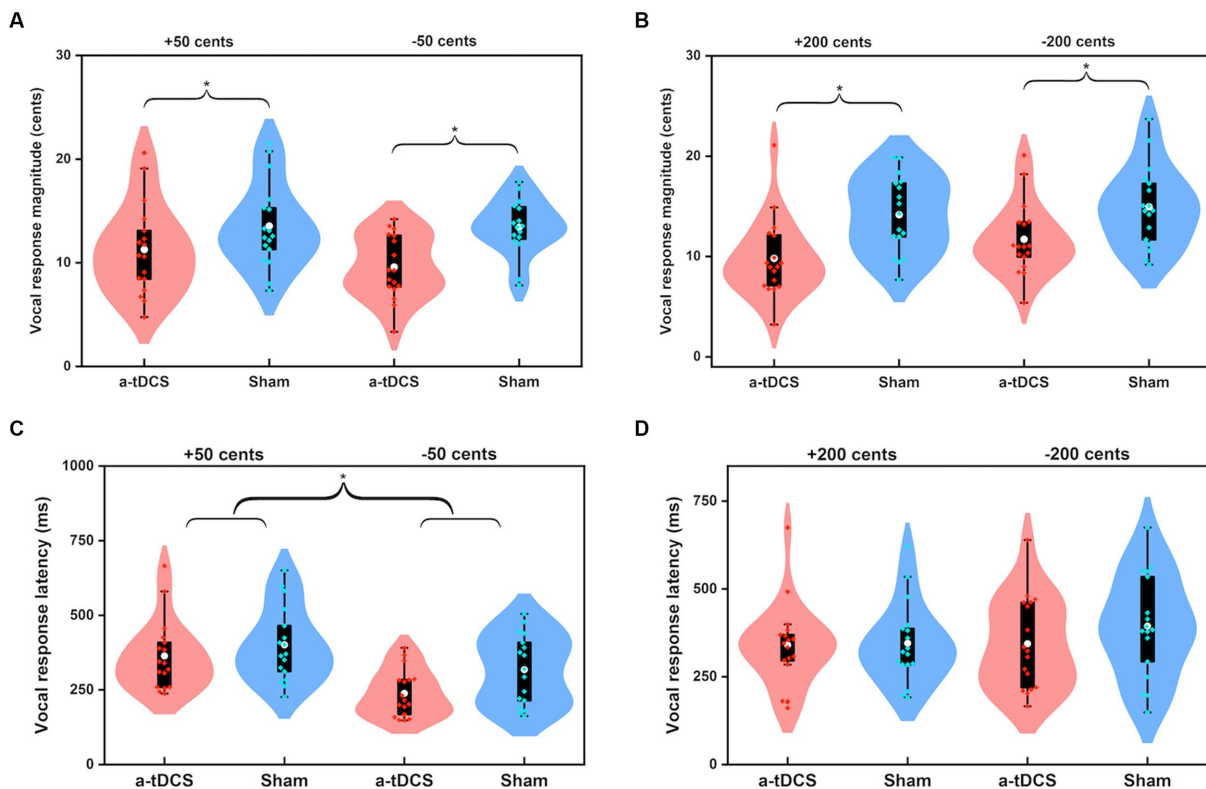 A
+50 cents -50 cents
Vocal response magnitude (cents)
30
20
10
0
*
*
a-tDCS Sham a-tDCS Sham
B
+200 cents -200 cents
Vocal response magnitude (cents)
30
20
10
0
*
*
a-tDCS Sham a-tDCS Sham
C
+50 cents -50 cents
Vocal response latency (ms)
1000
750
500
250
0
*
a-tDCS Sham a-tDCS Sham
D
+200 cents -200 cents
Vocal response latency (ms)
750
500
250
0
a-tDCS Sham a-tDCS Sham